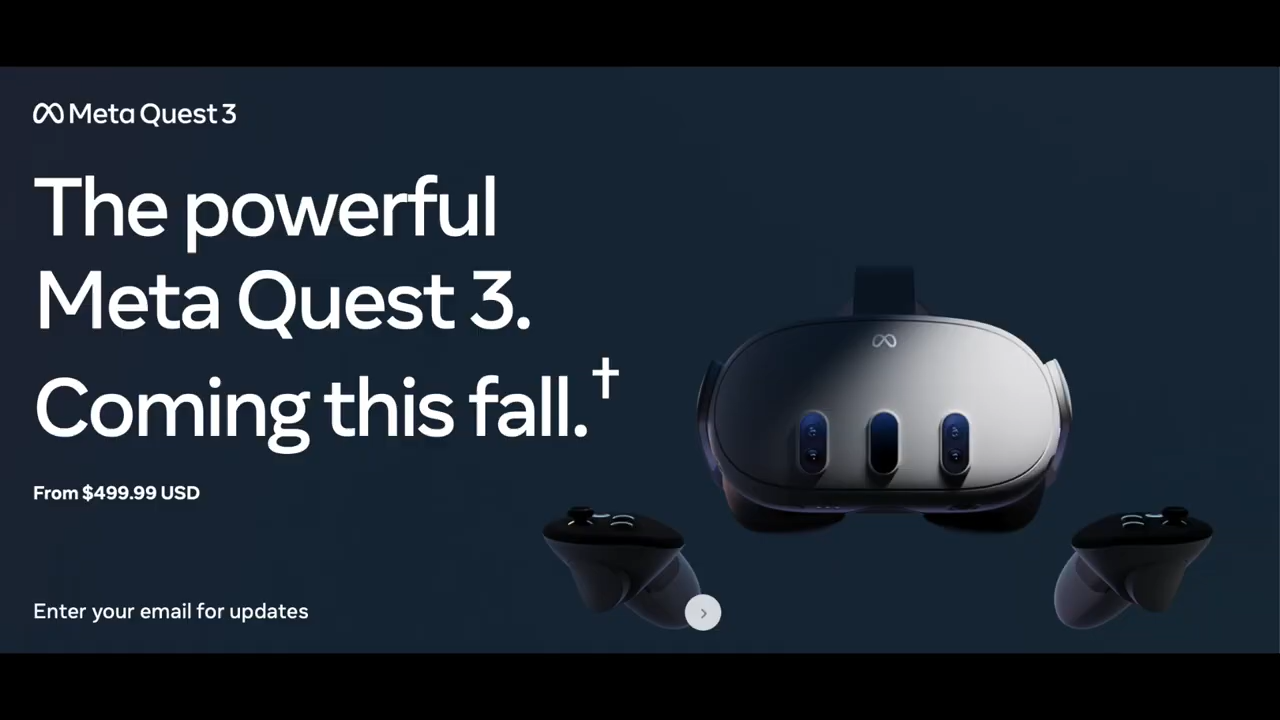 Meta Quest 3
The powerful
Meta Quest 3.
Coming this fall.†
From $499.99 USD
Enter your email for updates